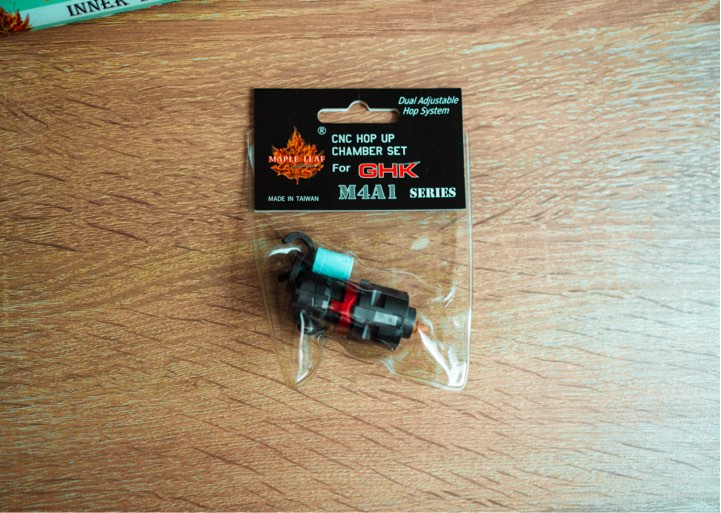 INNER
Dual Adjustable
Hop System
®
CNC HOP UP
CHAMBER SET
MAPLE LEAF
For GHK
M4A1 SERIES
MADE IN TAIWAN